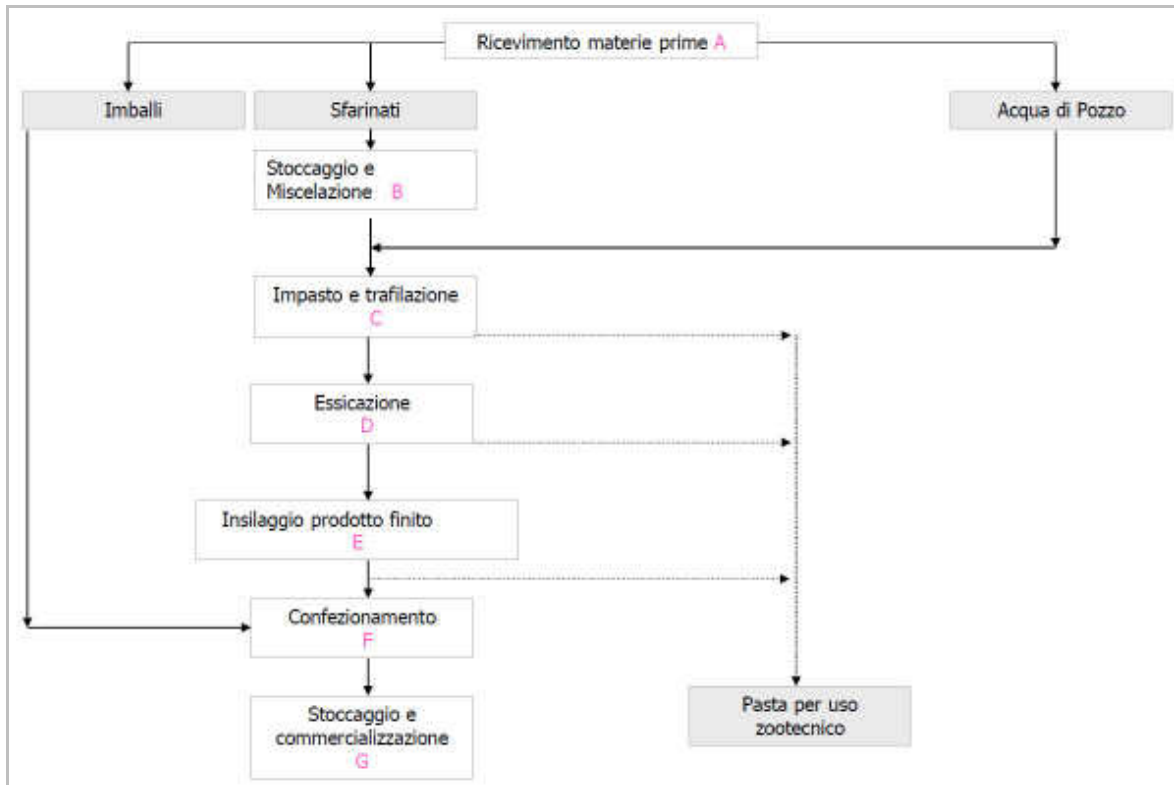 Ricevimento materie prime A
Imballi
Sfarinati
Acqua di Pozzo
Stoccaggio e
Miscelazione B
Impasto e trafilazione
C
Essicazione
D
Insilaggio prodotto finito
E
Confezionamento
F
Stoccaggio e
commercializzazione
G
Pasta per uso
zootecnico